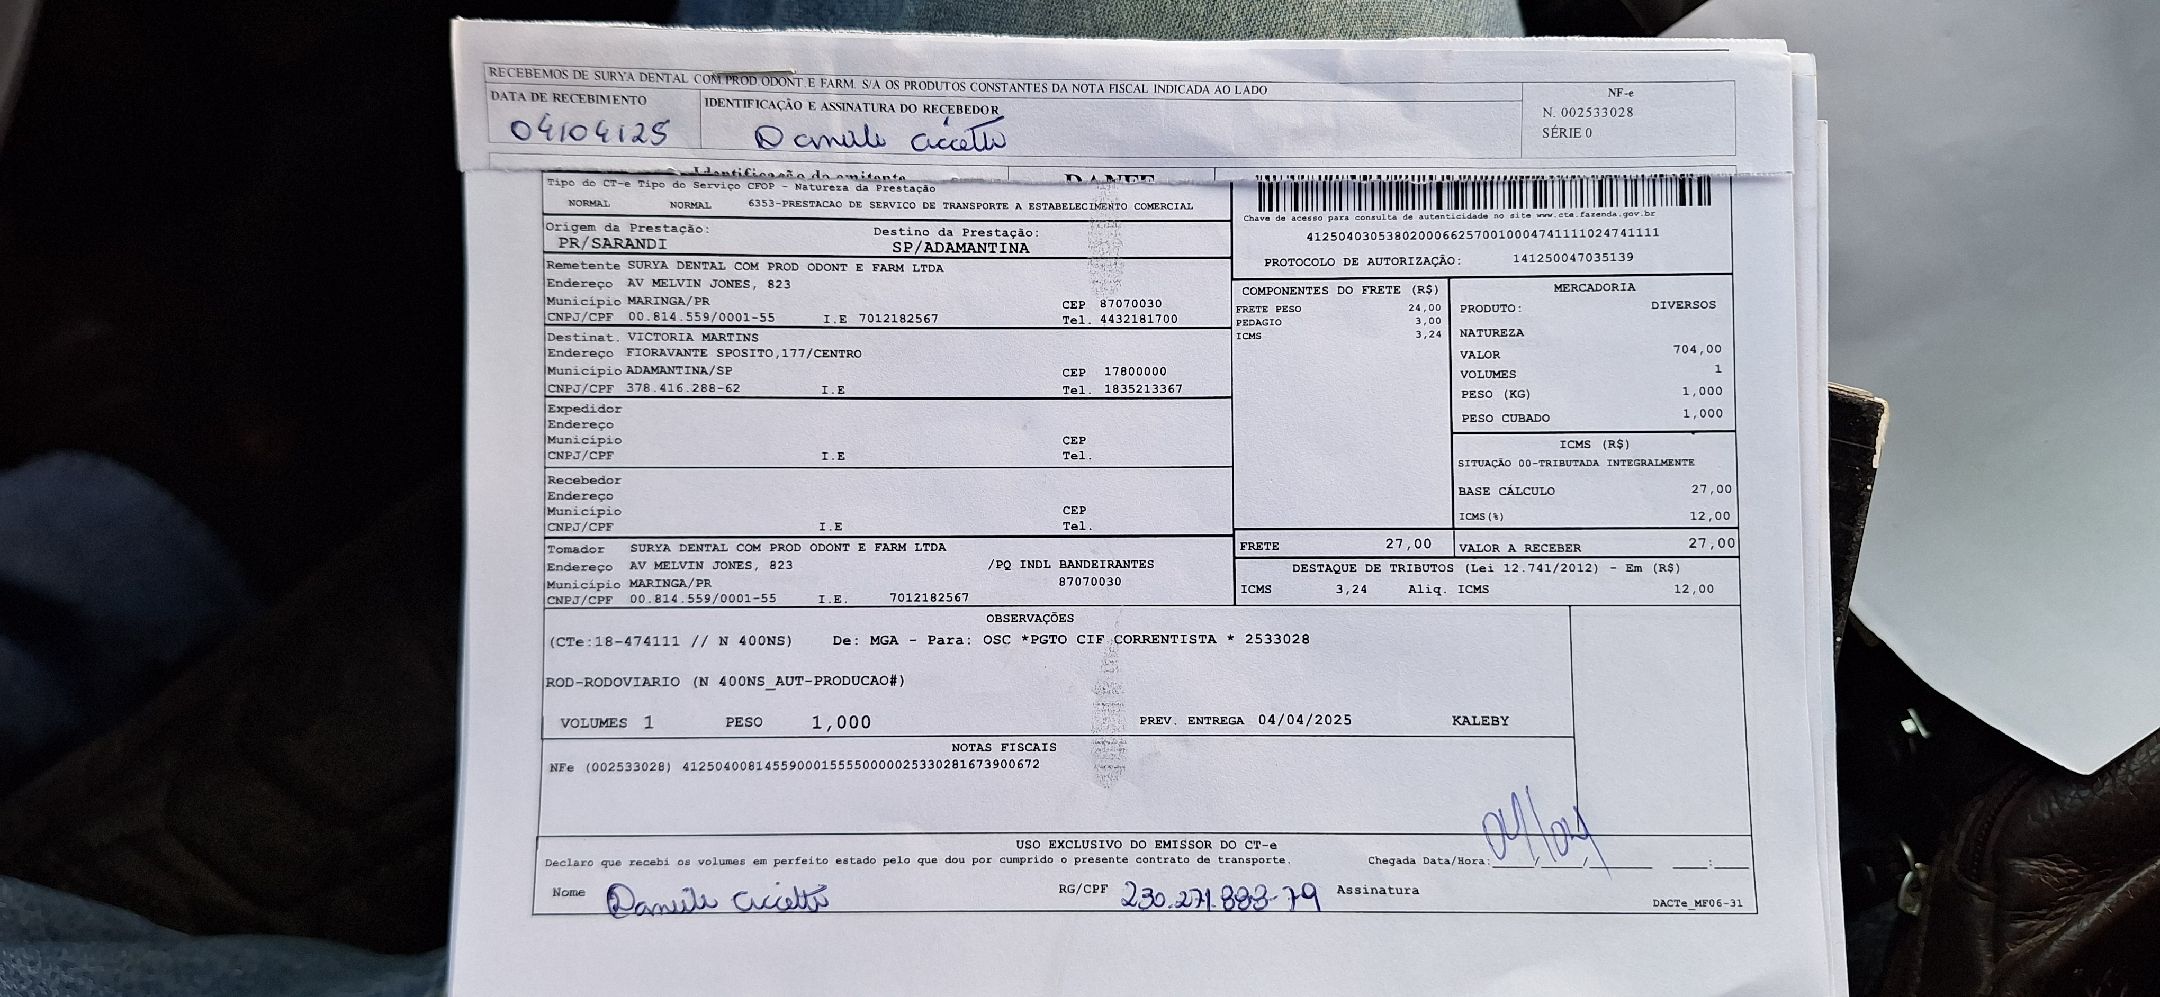 RECEBEMOS DE SURYA DENTAL COM PROD ODONT E FARM. S/A OS PRODUTOS CONSTANTES DA NOTA FISCAL INDICADA AO LADO
DATA DE RECEBIMENTO
04/04/25
IDENTIFICAÇÃO E ASSINATURA DO RECEBEDOR
NF-e
N. 002533028
SÉRIE 0
Identificação do emitente
DANFE
Tipo do CT-e Tipo do Serviço CFOP - Natureza da Prestação
NORMAL NORMAL 6353-PRESTACAO DE SERVICO DE TRANSPORTE A ESTABELECIMENTO COMERCIAL
Origem da Prestação: Destino da Prestação:
PR/SARANDI SP/ADAMANTINA
Remetente SURYA DENTAL COM PROD ODONT E FARM LTDA
Endereço AV MELVIN JONES, 823
Município MARINGA/PR CEP 87070030
CNPJ/CPF 00.814.559/0001-55 I.E 7012182567 Tel. 4432181700
Destinat. VICTORIA MARTINS
Endereço FIORAVANTE SPOSITO,177/CENTRO
Município ADAMANTINA/SP CEP 17800000
CNPJ/CPF 378.416.288-62 I.E Tel. 1835213367
Expedidor
Endereço
Município CEP
CNPJ/CPF I.E Tel.
Recebedor
Endereço
Município CEP
CNPJ/CPF I.E Tel.
Tomador SURYA DENTAL COM PROD ODONT E FARM LTDA
Endereço AV MELVIN JONES, 823 /PQ INDL BANDEIRANTES
Município MARINGA/PR 87070030
CNPJ/CPF 00.814.559/0001-55 I.E. 7012182567
Chave de acesso para consulta de autenticidade no site www.cte.fazenda.gov.br
41250403053802000662570010004741111024741111
PROTOCOLO DE AUTORIZAÇÃO: 141250047035139
COMPONENTES DO FRETE (R$)
FRETE PESO 24,00
PEDAGIO 3,00
ICMS 3,24
MERCADORIA
PRODUTO: DIVERSOS
NATUREZA
VALOR 704,00
VOLUMES 1
PESO (KG) 1,000
PESO CUBADO 1,000
ICMS (R$)
SITUAÇÃO 00-TRIBUTADA INTEGRALMENTE
BASE CÁLCULO 27,00
ICMS(%) 12,00
FRETE 27,00 VALOR A RECEBER 27,00
DESTAQUE DE TRIBUTOS (Lei 12.741/2012) - Em (R$)
ICMS 3,24 Aliq. ICMS 12,00
OBSERVAÇÕES
(CTe:18-474111 // N 400NS) De: MGA - Para: OSC *PGTO CIF CORRENTISTA * 2533028
ROD-RODOVIARIO (N 400NS_AUT-PRODUCAO#)
VOLUMES 1 PESO 1,000 PREV. ENTREGA 04/04/2025 KALEBY
NOTAS FISCAIS
NFe (002533028) 41250400814559000155550000025330281673900672
USO EXCLUSIVO DO EMISSOR DO CT-e
Declaro que recebi os volumes em perfeito estado pelo que dou por cumprido o presente contrato de transporte. Chegada Data/Hora: 04/04
Nome RG/CPF 230.271.888-79 Assinatura
DACTe_MF06-31